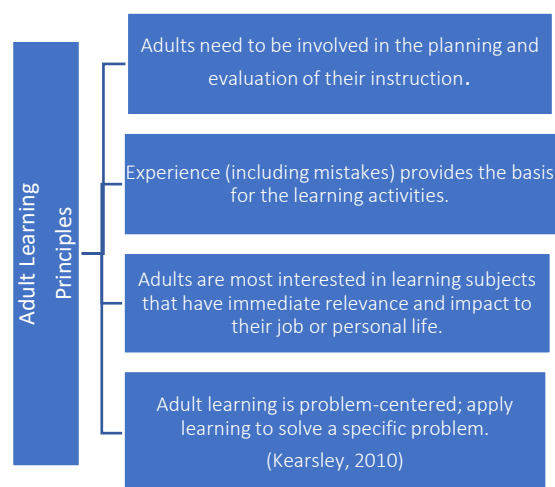 Adult Learning
Principles
Adults need to be involved in the planning and
evaluation of their instruction.
Experience (including mistakes) provides the basis
for the learning activities.
Adults are most interested in learning subjects
that have immediate relevance and impact to
their job or personal life.
Adult learning is problem-centered; apply
learning to solve a specific problem.
(Kearsley, 2010)